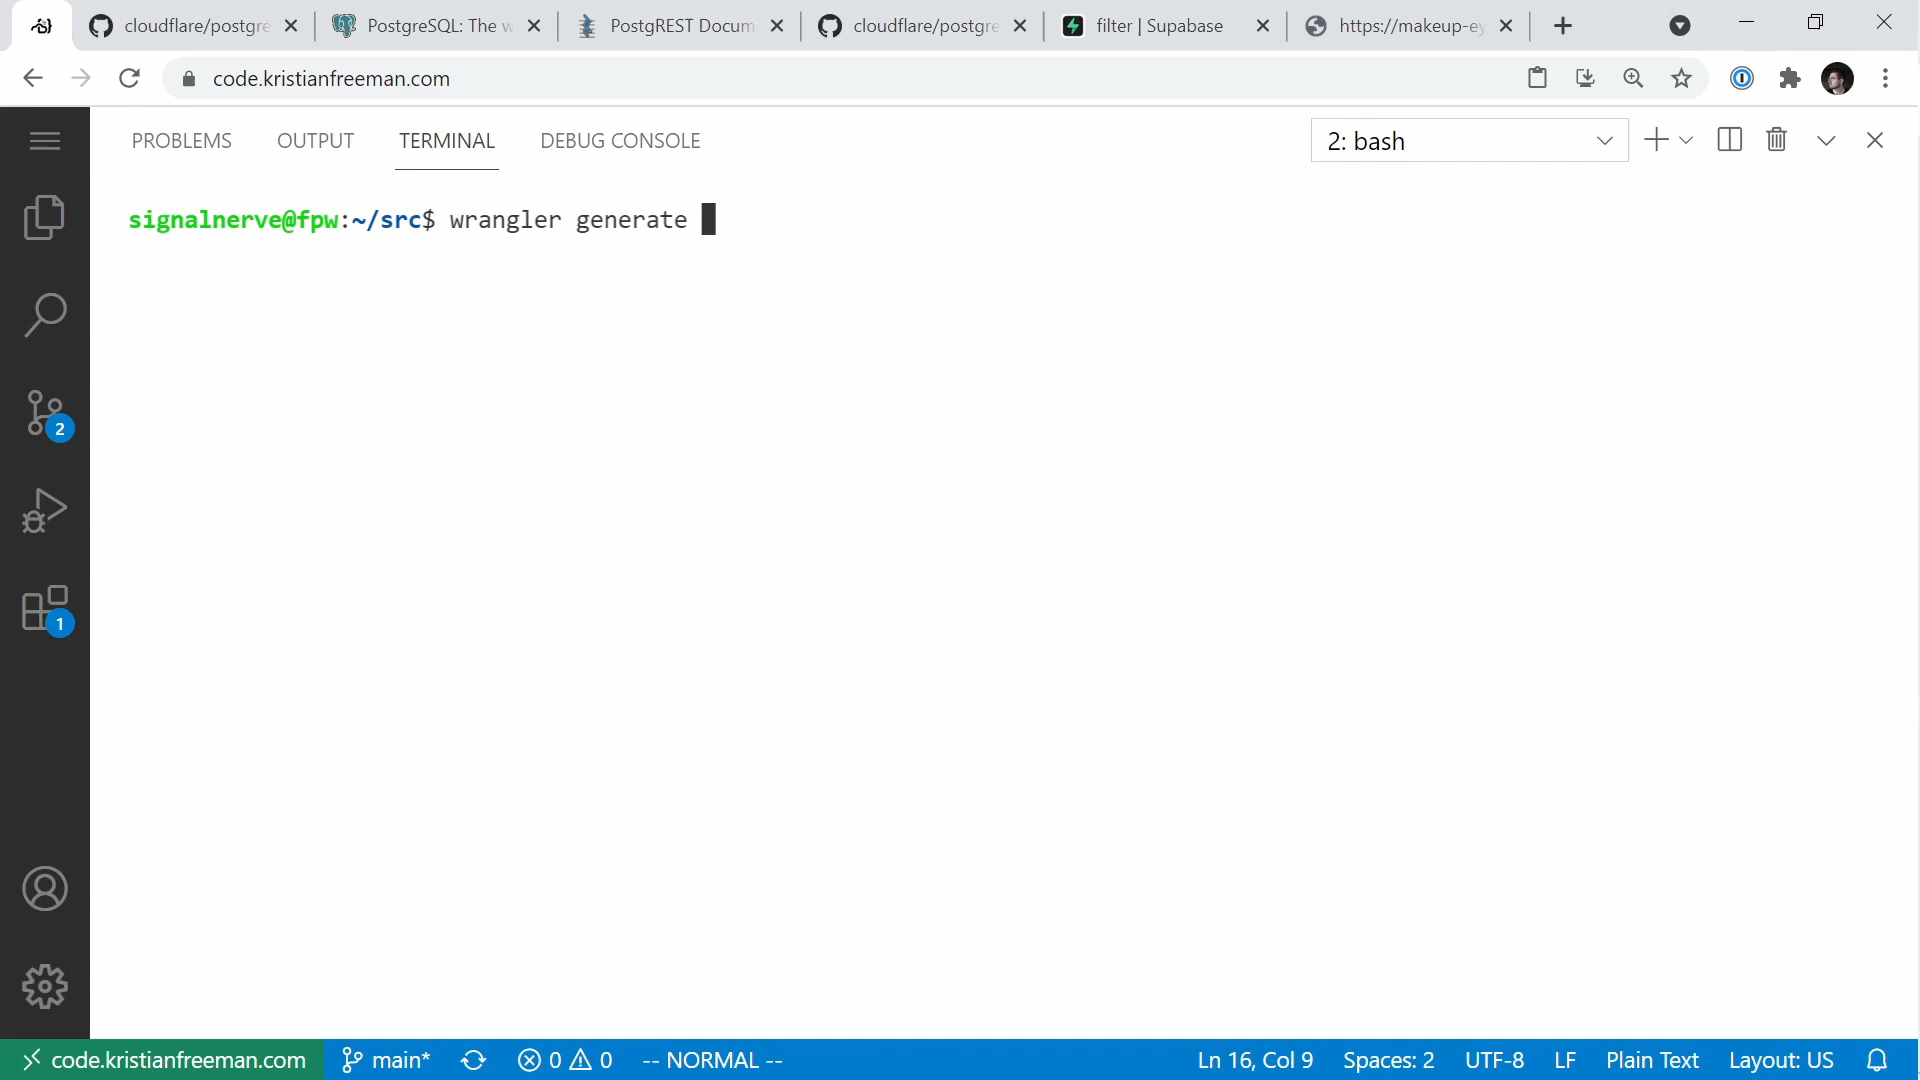 cloudflare/postgre
PostgreSQL: The w
PostgREST Docum
cloudflare/postgre
filter | Supabase
https://makeup-ey
code.kristianfreeman.com
PROBLEMS
OUTPUT
TERMINAL
DEBUG CONSOLE
2: bash
signalnerve@fpw:~/src$ wrangler generate
2
1
code.kristianfreeman.com
main*
0
0
-- NORMAL --
Ln 16, Col 9
Spaces: 2
UTF-8
LF
Plain Text
Layout: US